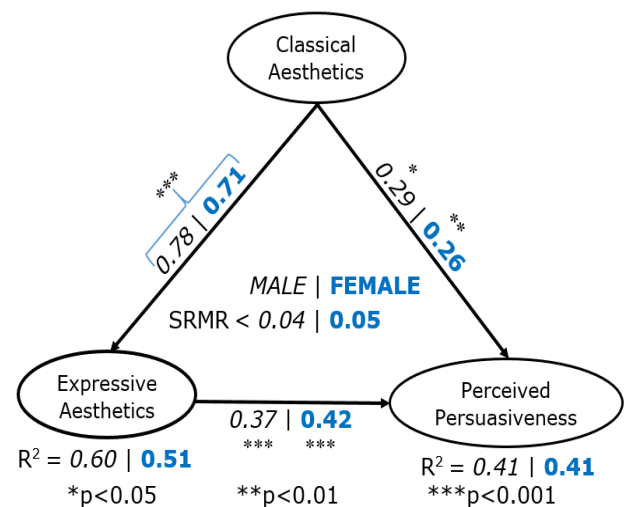 Classical
Aesthetics
***
0.78 | 0.71
*
0.29 | 0.26
**
MALE | FEMALE
SRMR < 0.04 | 0.05
Expressive
Aesthetics
Perceived
Persuasiveness
0.37 | 0.42
*** ***
R² = 0.60 | 0.51
R² = 0.41 | 0.41
*p<0.05 **p<0.01 ***p<0.001